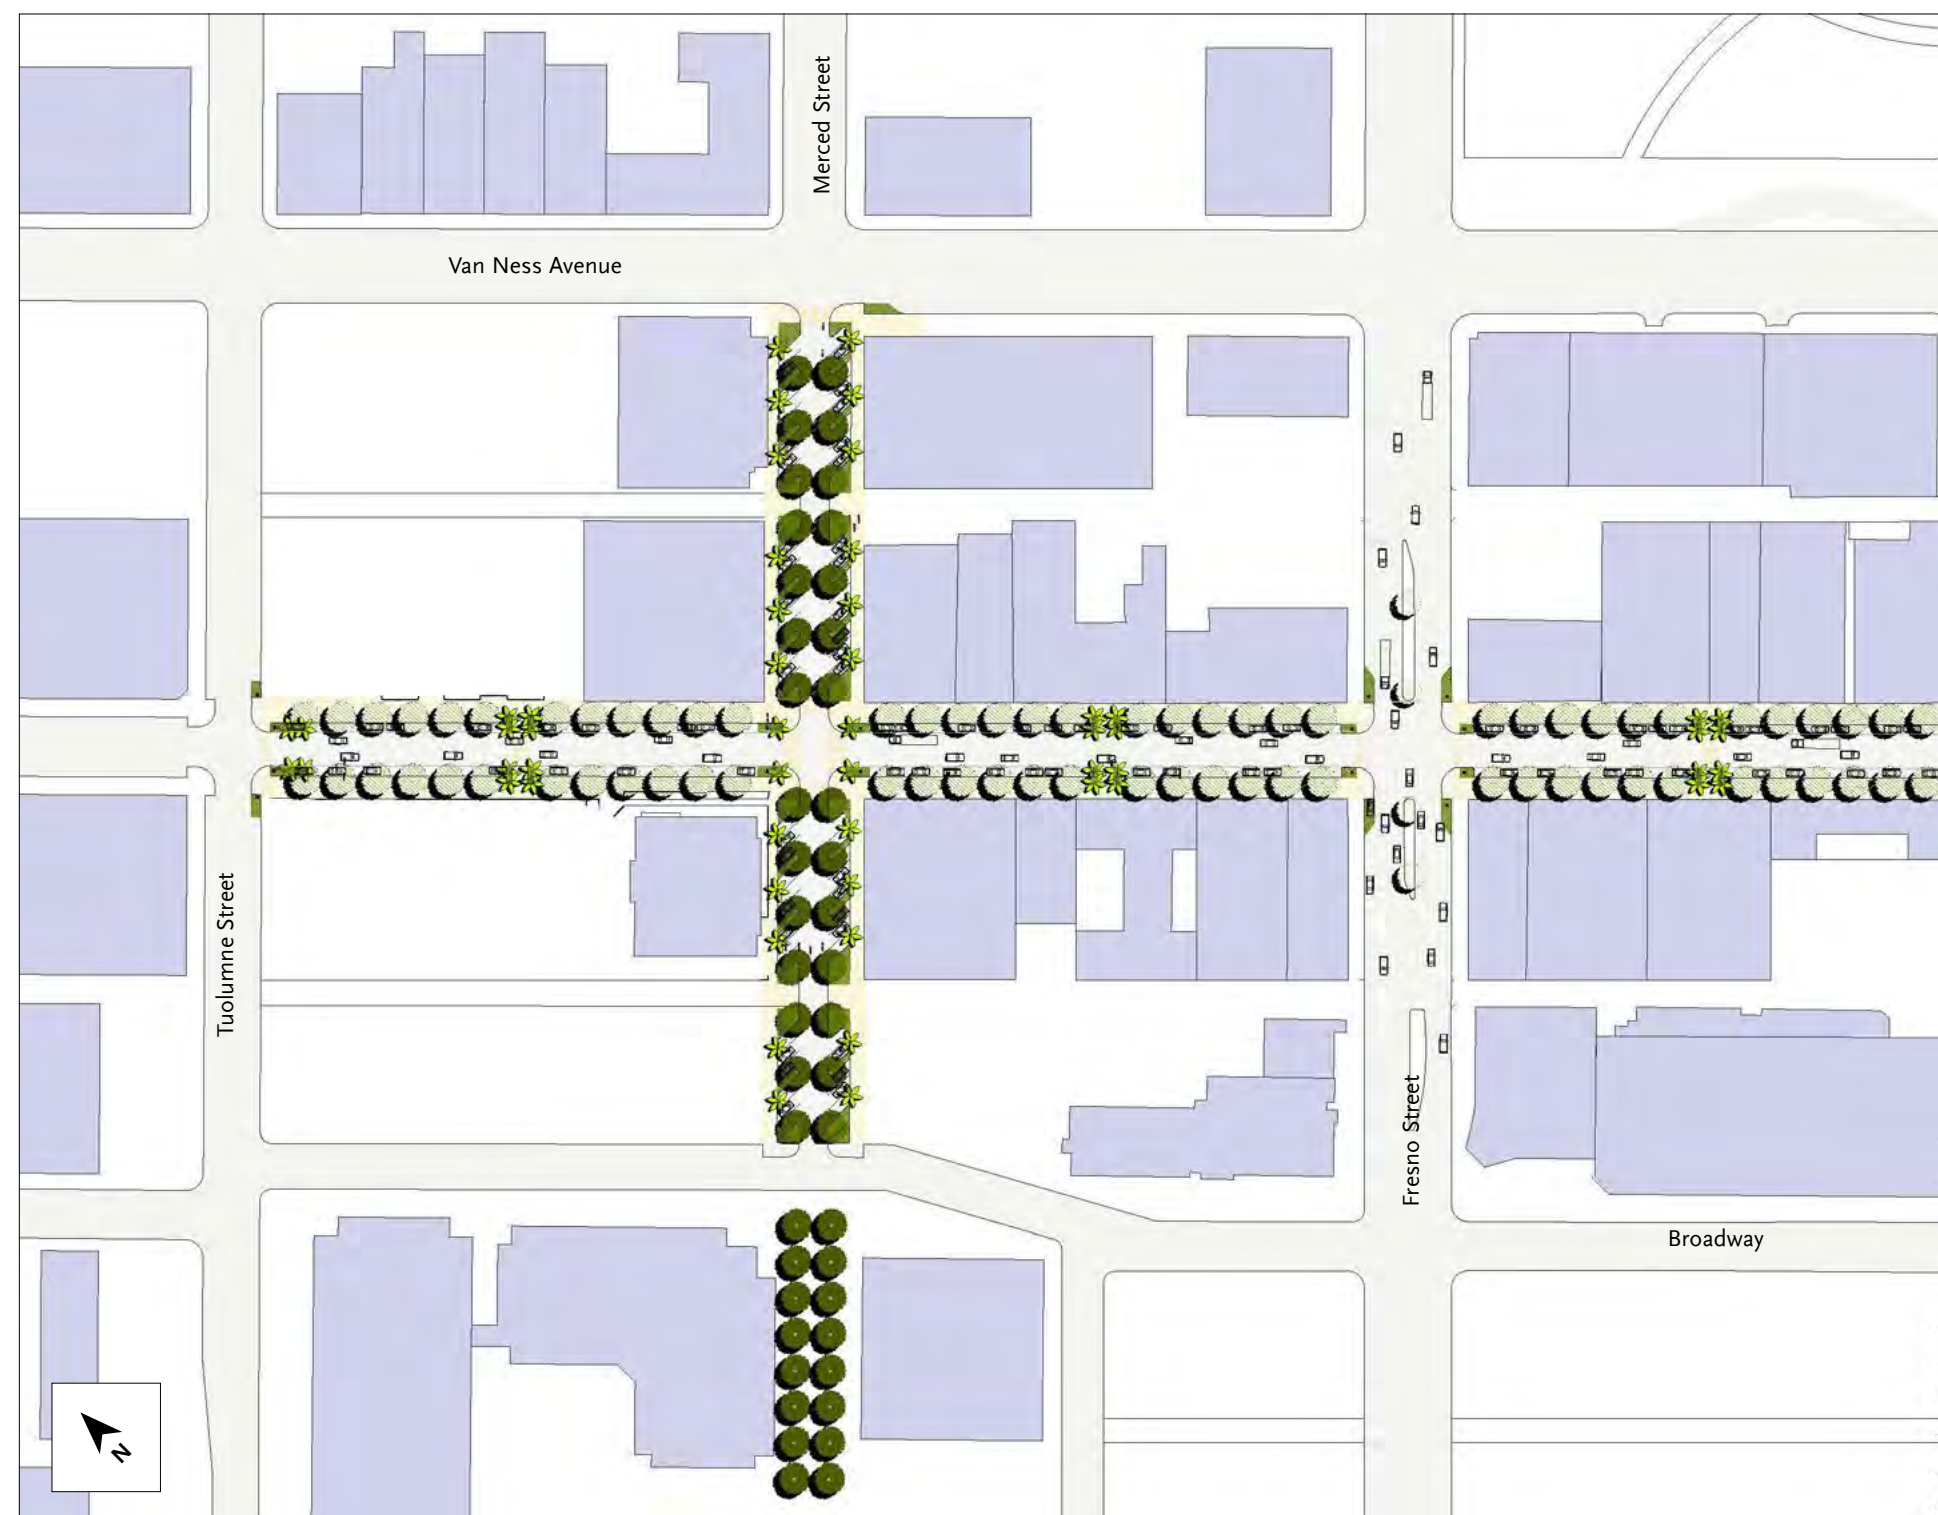 Merced Street
Van Ness Avenue
Tuolumne Street
Fresno Street
Broadway
N